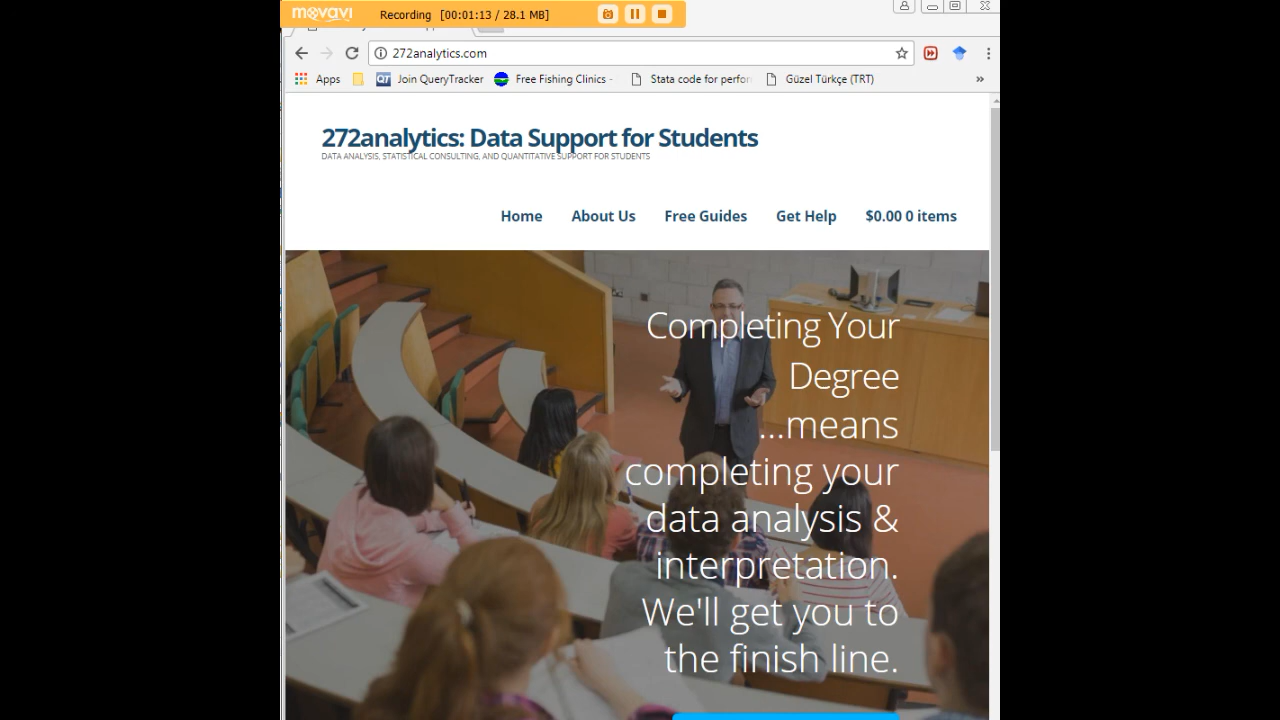 movavi Recording [00:01:13 / 28.1 MB]
272analytics.com
Apps QT Join QueryTracker Free Fishing Clinics - Stata code for perfor Güzel Türkçe (TRT) »
272analytics: Data Support for Students
DATA ANALYSIS, STATISTICAL CONSULTING, AND QUANTITATIVE SUPPORT FOR STUDENTS
Home About Us Free Guides Get Help $0.00 0 items
Completing Your
Degree
...means
completing your
data analysis &
interpretation.
We'll get you to
the finish line.